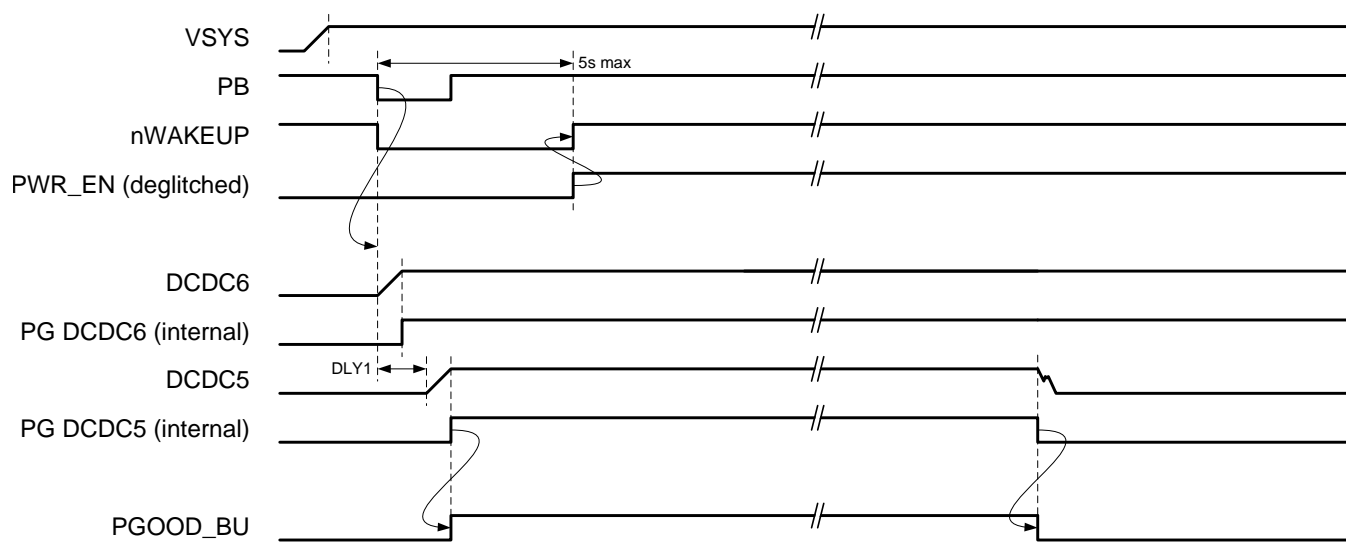 VSYS
5s max
PB
nWAKEUP
PWR_EN (deglitched)
DCDC6
PG DCDC6 (internal)
DLY1
DCDC5
PG DCDC5 (internal)
PGOOD_BU